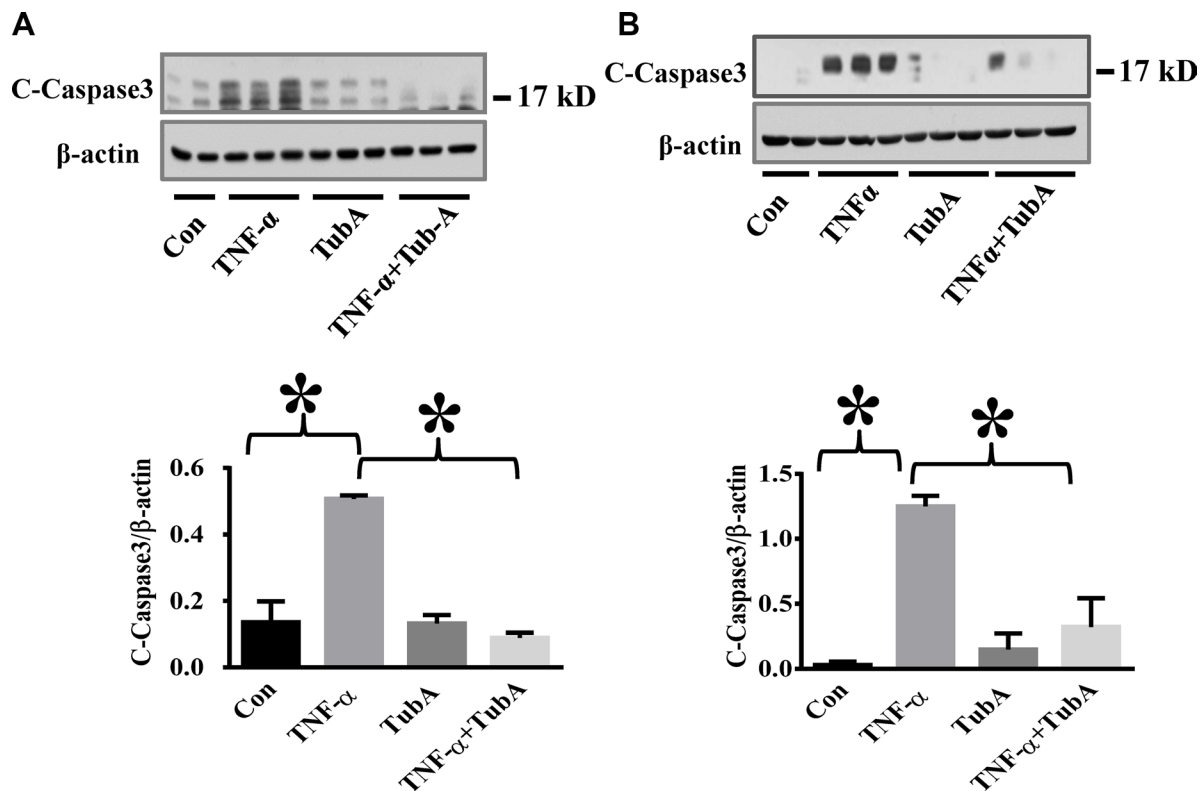 A
C-Caspase3
17 kD
β-actin
Con
TNF-α
TubA
TNF-α+Tub-A
*
*
C-Caspase3/β-actin
0.6
0.4
0.2
0.0
Con
TNF-α
TubA
TNF-α+TubA
B
C-Caspase3
17 kD
β-actin
Con
TNFα
TubA
TNFα+TubA
*
*
C-Caspase3/β-actin
1.5
1.0
0.5
0.0
Con
TNF-α
TubA
TNF-α+TubA